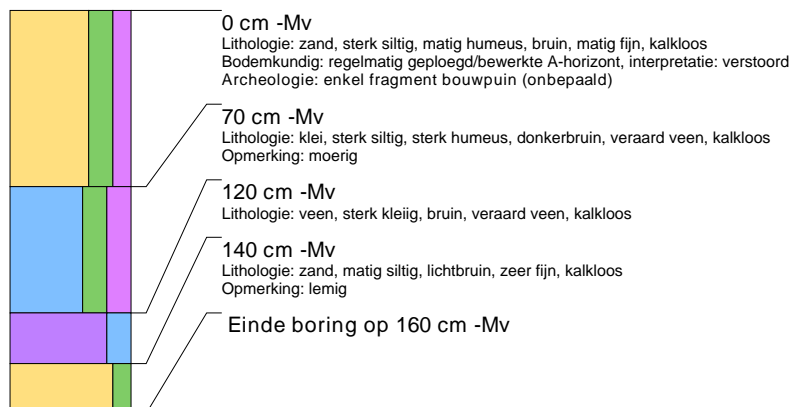 0 cm -Mv
Lithologie: zand, sterk siltig, matig humeus, bruin, matig fijn, kalkloos
Bodemkundig: regelmatig geploegd/bewerkte A-horizont, interpretatie: verstoord
Archeologie: enkel fragment bouwpuin (onbepaald)
70 cm -Mv
Lithologie: klei, sterk siltig, sterk humeus, donkerbruin, veraard veen, kalkloos
Opmerking: moerig
120 cm -Mv
Lithologie: veen, sterk kleiig, bruin, veraard veen, kalkloos
140 cm -Mv
Lithologie: zand, matig siltig, lichtbruin, zeer fijn, kalkloos
Opmerking: lemig
Einde boring op 160 cm -Mv